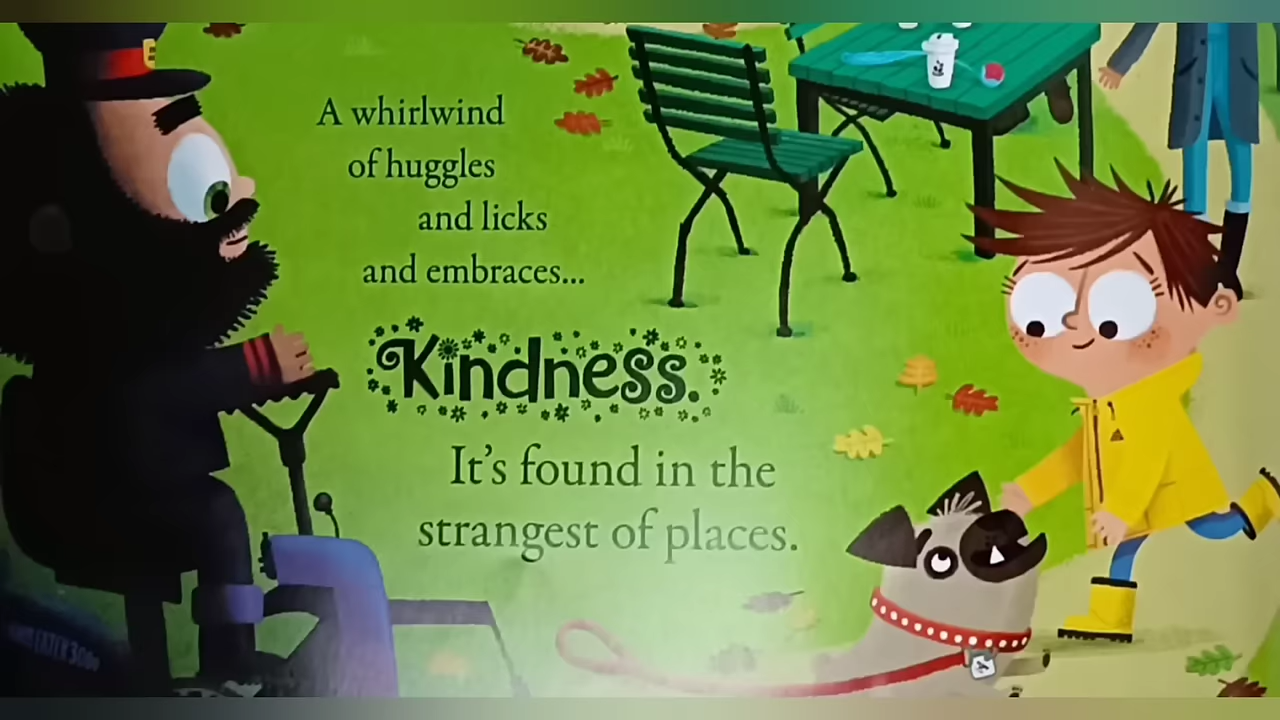 A whirlwind
of huggles
and licks
and embraces...
Kindness.
It's found in the
strangest of places.